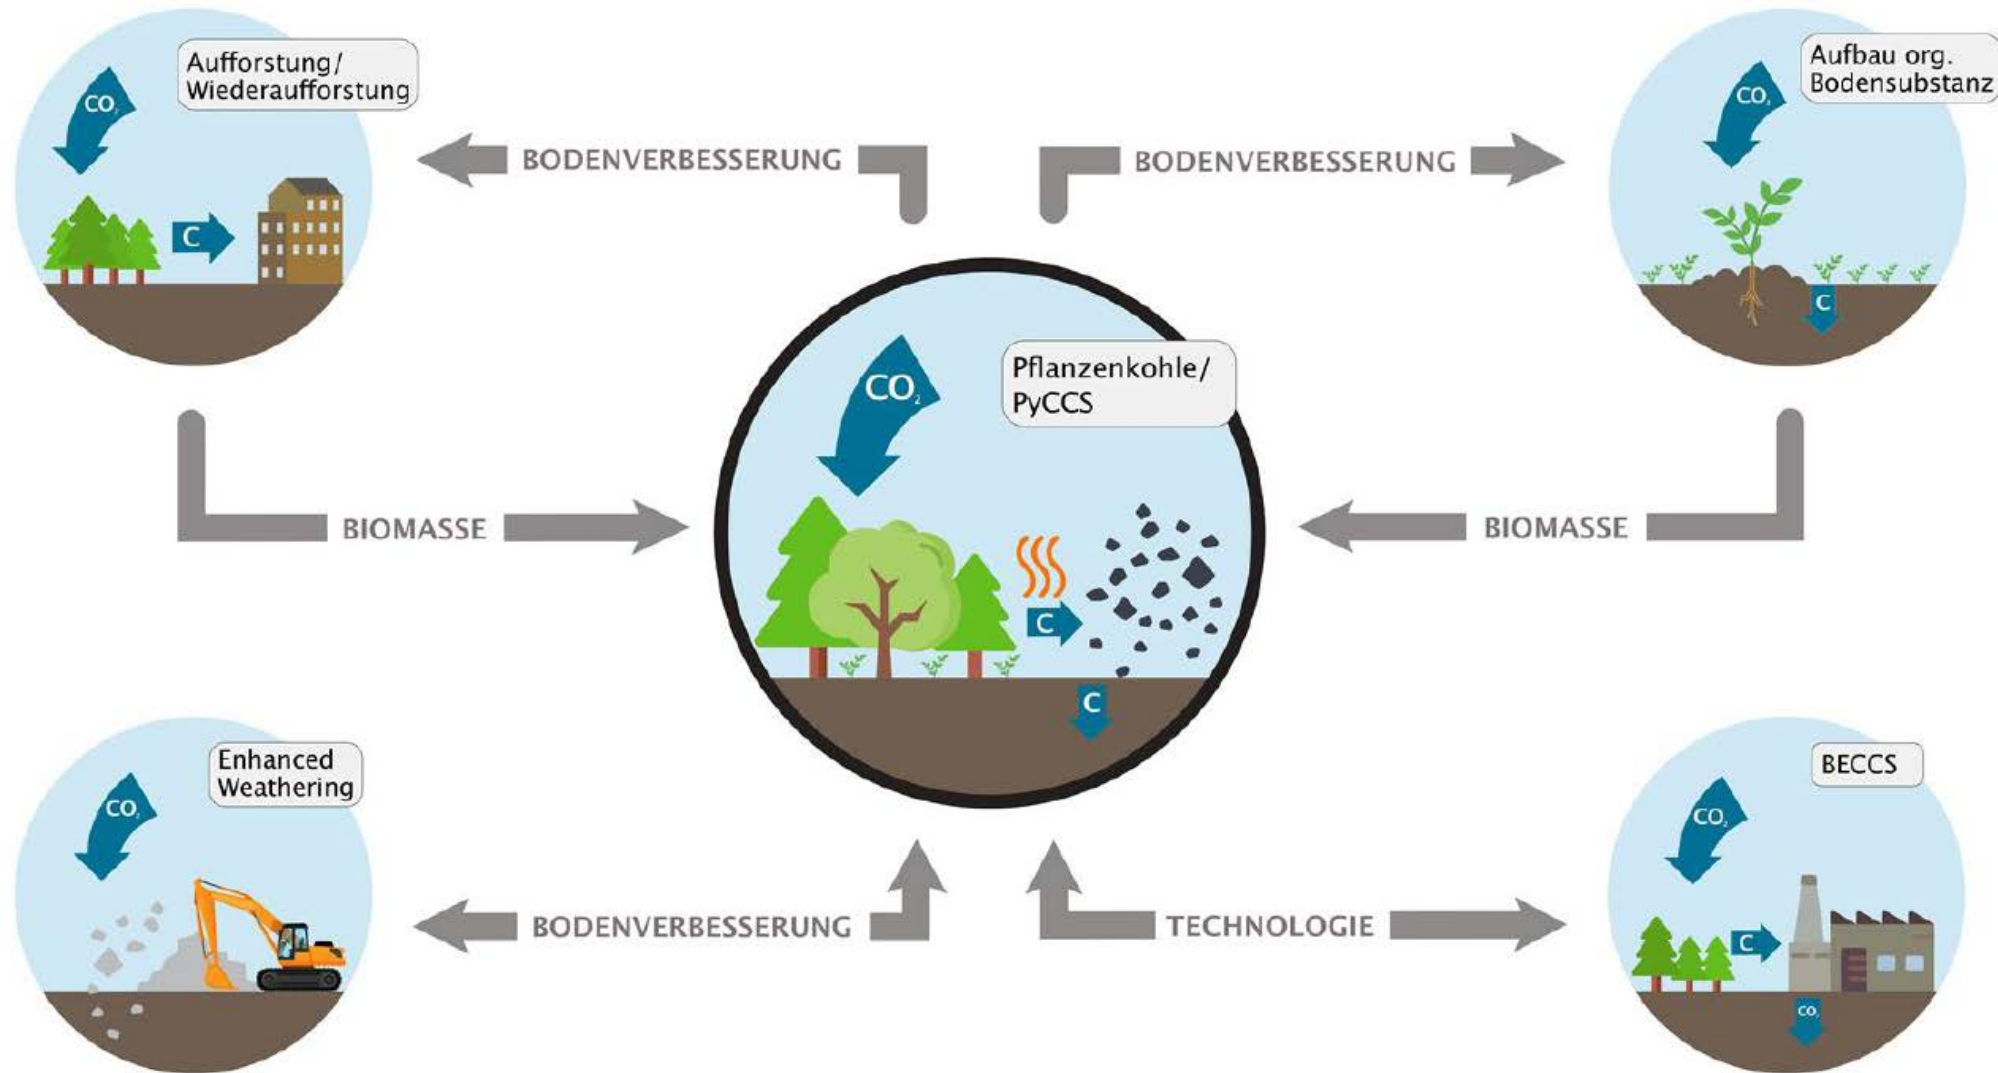 Aufforstung/
Wiederaufforstung
CO₂
C
BODENVERBESSERUNG
BODENVERBESSERUNG
Aufbau org.
Bodensubstanz
CO₂
C
Pflanzenkohle/
PyCCS
CO₂
C
C
BIOMASSE
BIOMASSE
Enhanced
Weathering
CO₂
BODENVERBESSERUNG
TECHNOLOGIE
BECCS
CO₂
C
CO₂